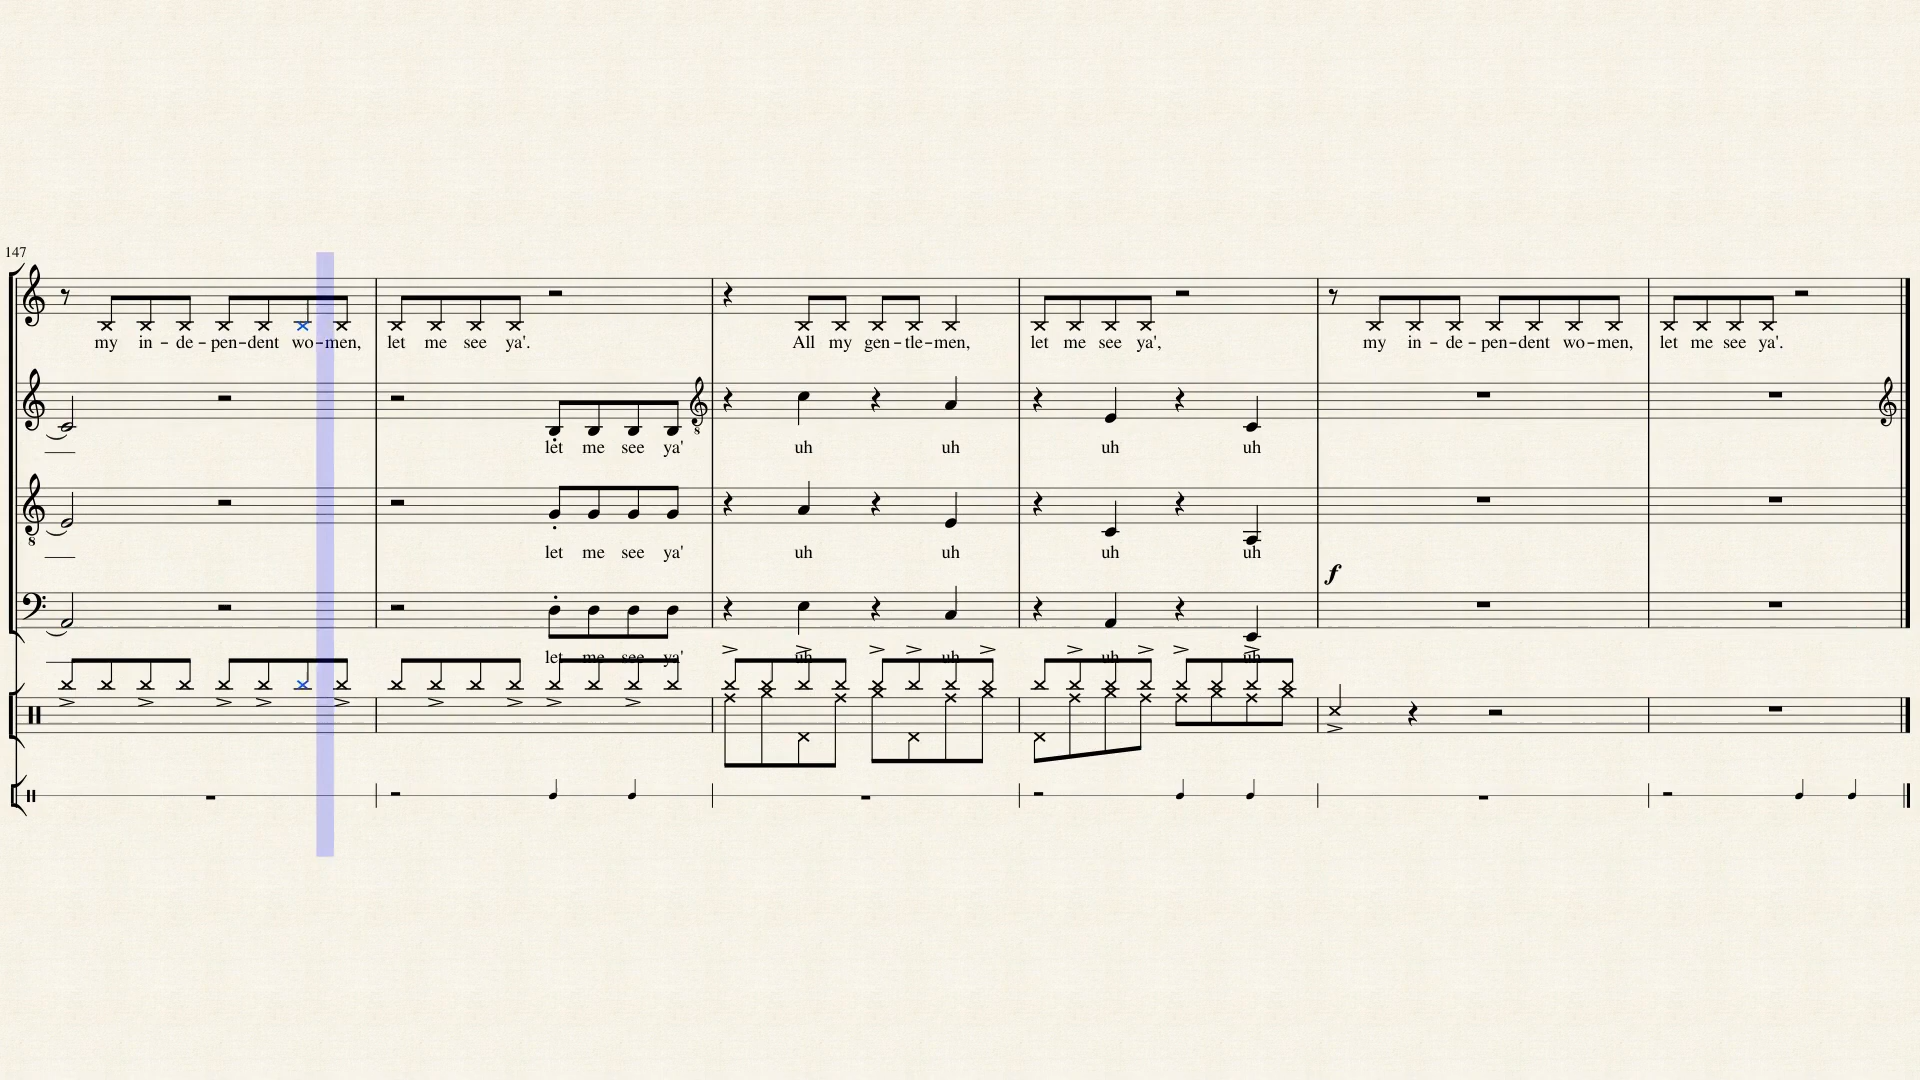 147
my in - de - pen - dent wo - men, let me see ya'. All my gen - tle - men, let me see ya', my in - de - pen - dent wo - men, let me see ya'.
let me see ya' uh uh uh uh
let me see ya' uh uh uh uh
f
let me see ya' uh uh uh uh